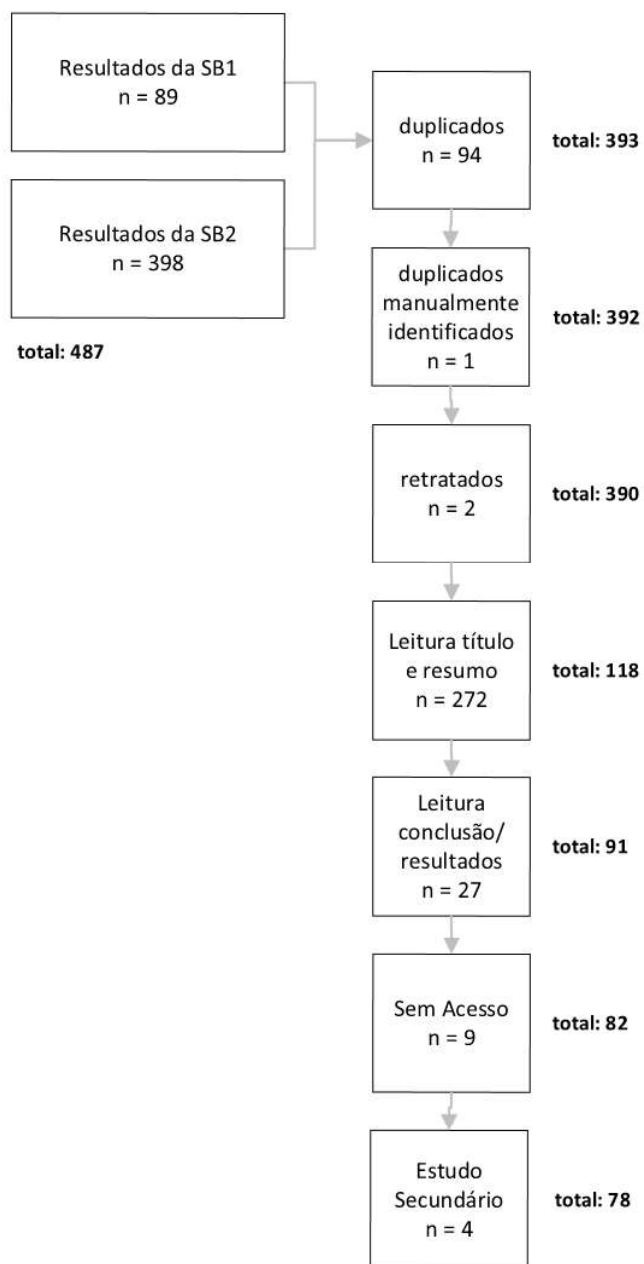 Resultados da SB1
n = 89
Resultados da SB2
n = 398
total: 487
duplicados
n = 94
total: 393
duplicados
manualmente
identificados
n = 1
total: 392
retratados
n = 2
total: 390
Leitura título
e resumo
n = 272
total: 118
Leitura
conclusão/
resultados
n = 27
total: 91
Sem Acesso
n = 9
total: 82
Estudo
Secundário
n = 4
total: 78